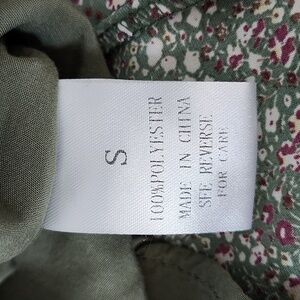 S
100%POLYESTER
MADE IN CHINA
SEE REVERSE
FOR CARE